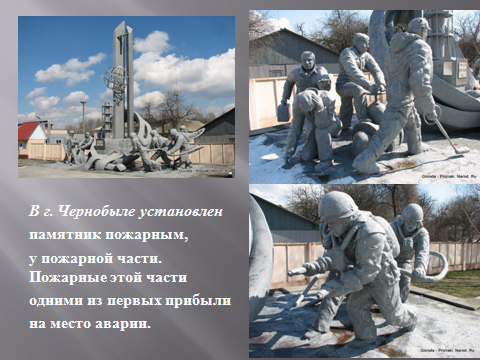 В г. Чернобыле установлен
памятник пожарным,
у пожарной части.
Пожарные этой части
одними из первых прибыли
на место аварии.